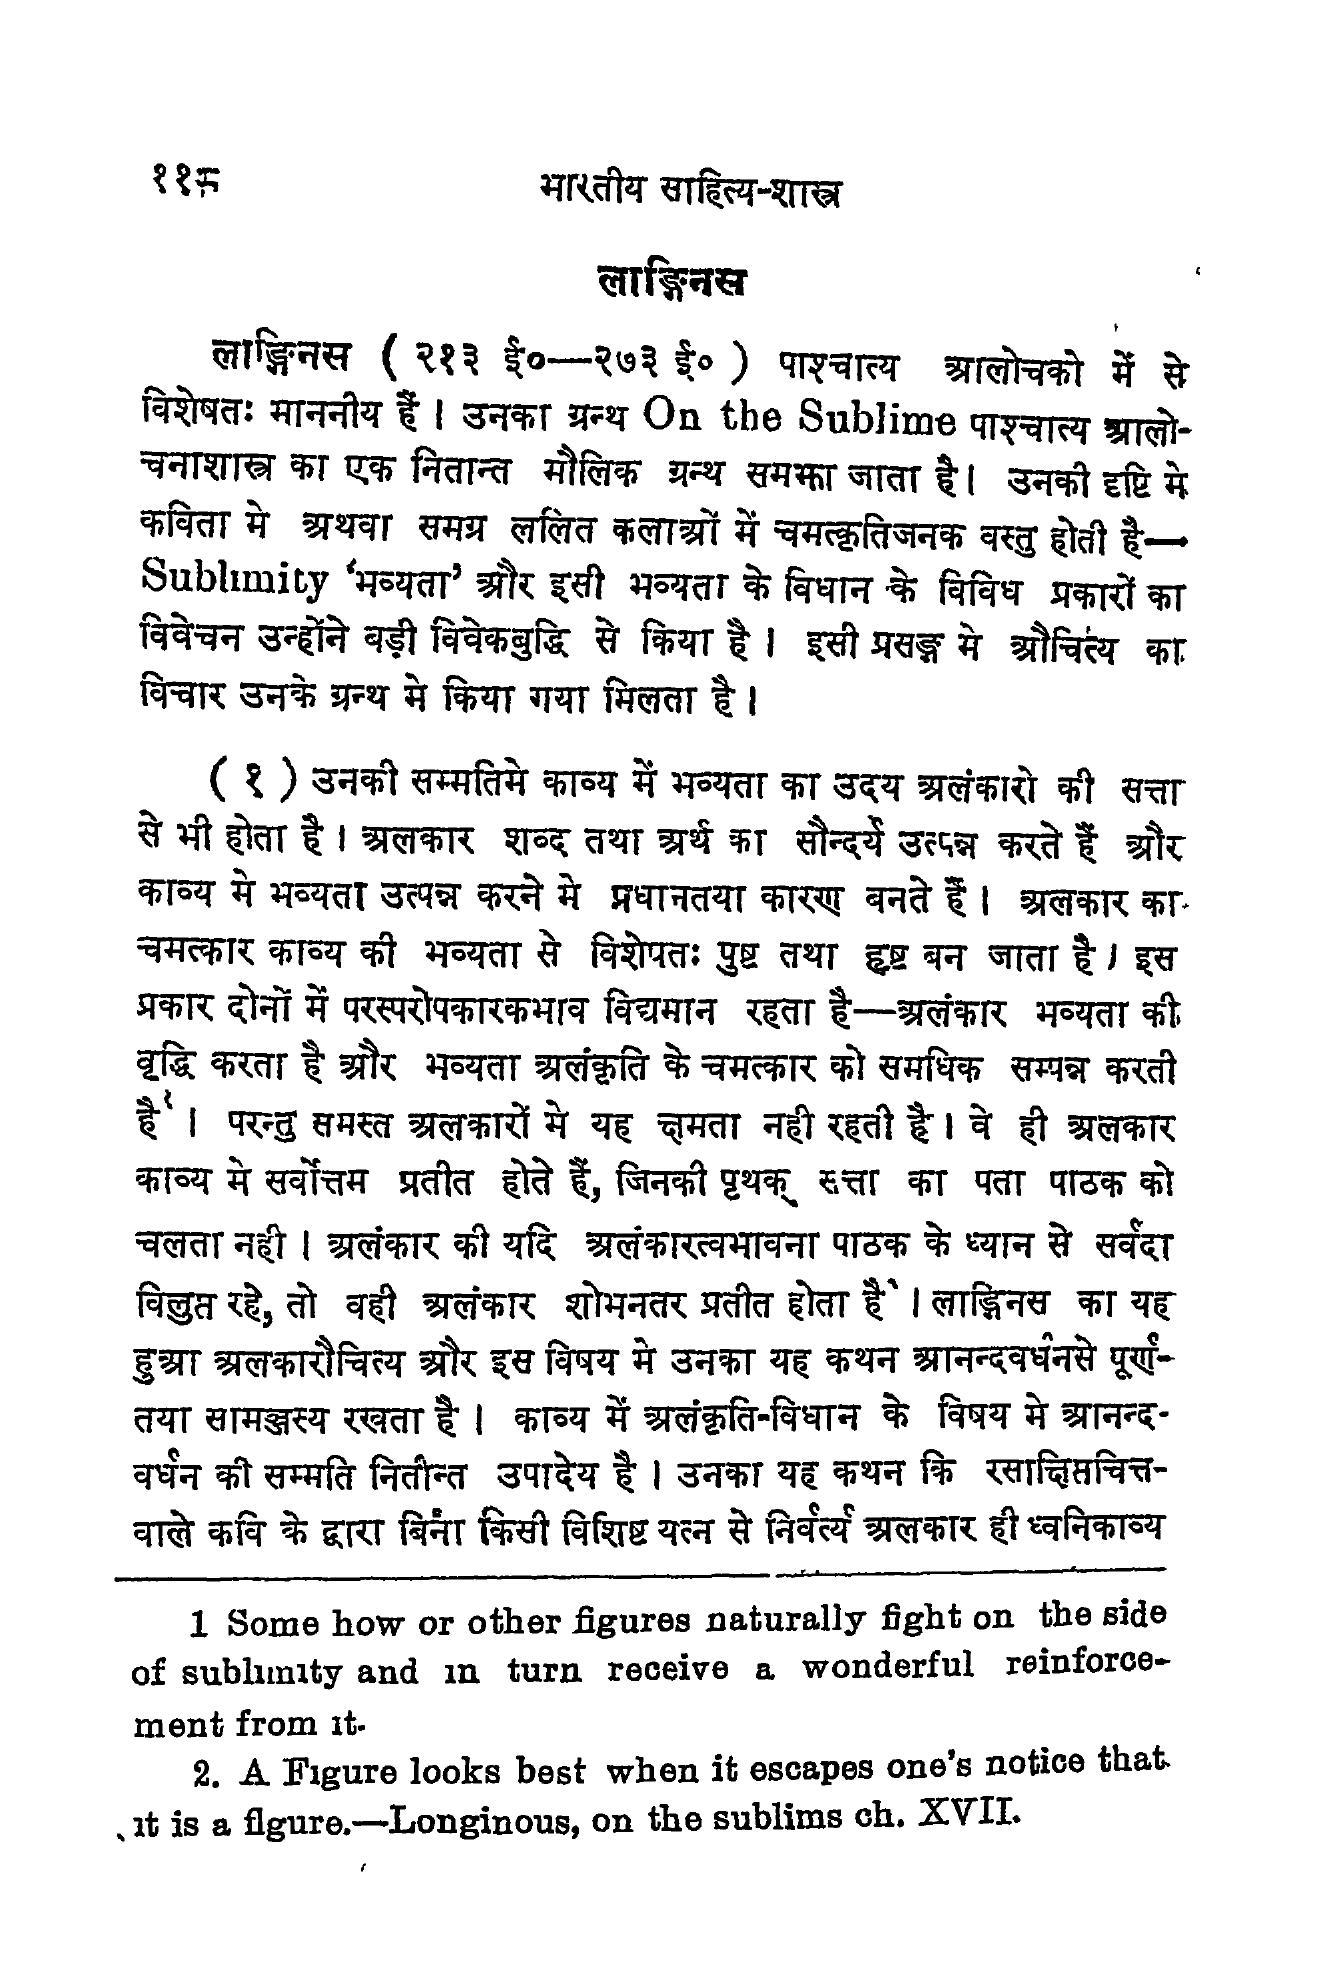 ११८ भारतीय साहित्य-शास्त्र
लाङ्गिनस
लाङ्गिनस ( २१३ ई०—२७३ ई० ) पाश्चात्य आलोचको में से
विशेषतः माननीय हैं । उनका ग्रन्थ On the Sublime पाश्चात्य आलो-
चनाशास्त्र का एक नितान्त मौलिक ग्रन्थ समझा जाता है । उनकी दृष्टि मे
कविता मे अथवा समग्र ललित कलाओं में चमत्कृतिजनक वस्तु होती है—
Sublimity ‘भव्यता’ और इसी भव्यता के विधान के विविध प्रकारों का
विवेचन उन्होंने बड़ी विवेकबुद्धि से किया है । इसी प्रसङ्ग मे औचित्य का
विचार उनके ग्रन्थ मे किया गया मिलता है ।
( १ ) उनकी सम्मतिमे काव्य में भव्यता का उदय अलंकारो की सत्ता
से भी होता है । अलकार शब्द तथा अर्थ का सौन्दर्य उत्पन्न करते हैं और
काव्य मे भव्यता उत्पन्न करने मे प्रधानतया कारण बनते हैं । अलकार का
चमत्कार काव्य की भव्यता से विशेषतः पुष्ट तथा हृष्ट बन जाता है । इस
प्रकार दोनों में परस्परोपकारकभाव विद्यमान रहता है—अलंकार भव्यता की
वृद्धि करता है और भव्यता अलंकृति के चमत्कार को समधिक सम्पन्न करती
है¹ । परन्तु समस्त अलकारों मे यह क्षमता नही रहती है । वे ही अलकार
काव्य मे सर्वोत्तम प्रतीत होते हैं, जिनकी पृथक् सत्ता का पता पाठक को
चलता नही । अलंकार की यदि अलंकारत्वभावना पाठक के ध्यान से सर्वदा
विलुप्त रहे, तो वही अलंकार शोभनतर प्रतीत होता है² । लाङ्गिनस का यह
हुआ अलकारौचित्य और इस विषय मे उनका यह कथन आनन्दवर्धनसे पूर्ण-
तया सामञ्जस्य रखता है । काव्य में अलंकृति-विधान के विषय मे आनन्द-
वर्धन की सम्मति नितीन्त उपादेय है । उनका यह कथन कि रसाक्षिप्तचित्त-
वाले कवि के द्वारा बिना किसी विशिष्ट यत्न से निर्वर्त्य अलकार ही ध्वनिकाव्य
1 Some how or other figures naturally fight on the side
of sublimity and in turn receive a wonderful reinforce-
ment from it.
2. A Figure looks best when it escapes one's notice that
it is a figure.—Longinous, on the sublims ch. XVII.